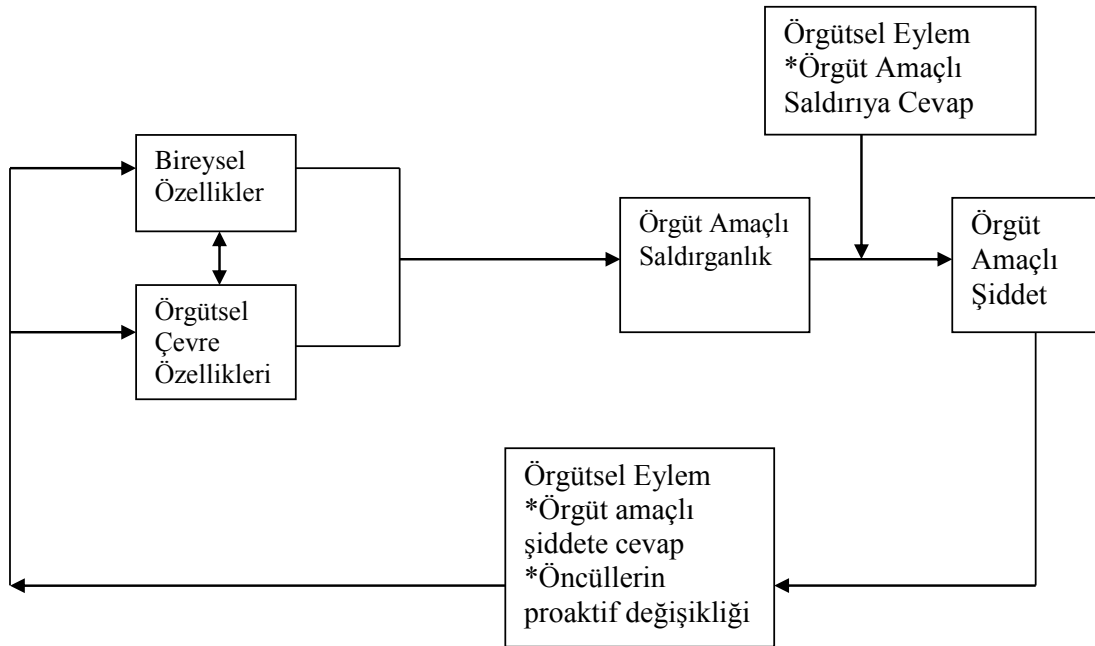 Örgütsel Eylem
*Örgüt Amaçlı
Saldırıya Cevap
Bireysel
Özellikler
Örgütsel
Çevre
Özellikleri
Örgüt Amaçlı
Saldırganlık
Örgüt
Amaçlı
Şiddet
Örgütsel Eylem
*Örgüt amaçlı
şiddete cevap
*Öncüllerin
proaktif değişikliği